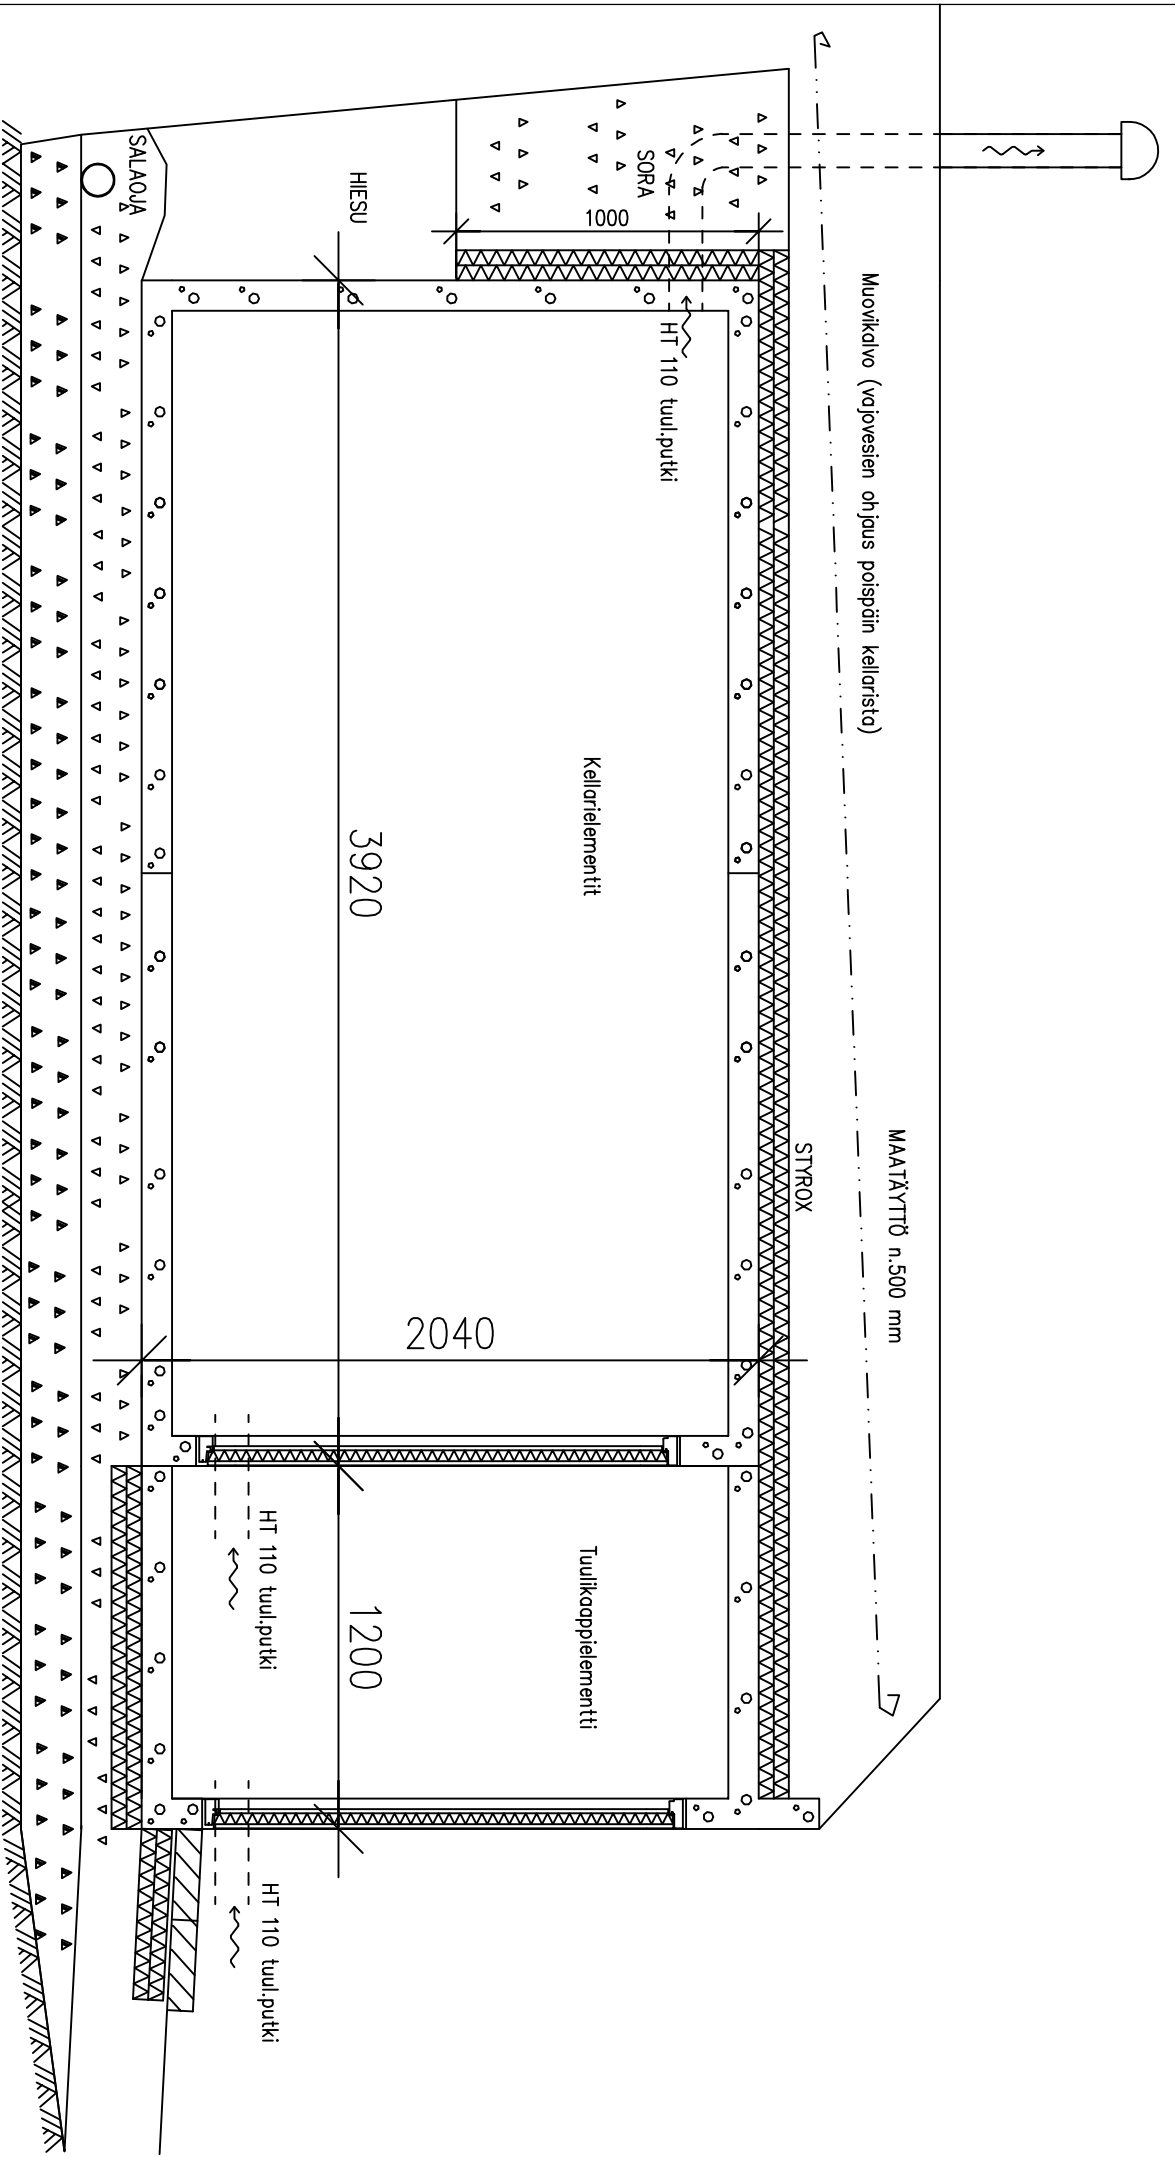 MAATÄYTTÖ n.500 mm
Muovikalvo (vajovesien ohjaus poispäin kellarista)
STYROX
SORA
1000
HT 110 tuul.putki
Kellarielementit
Tuulikaappielementti
2040
HIESU
3920
1200
HT 110 tuul.putki
HT 110 tuul.putki
SALAOJA